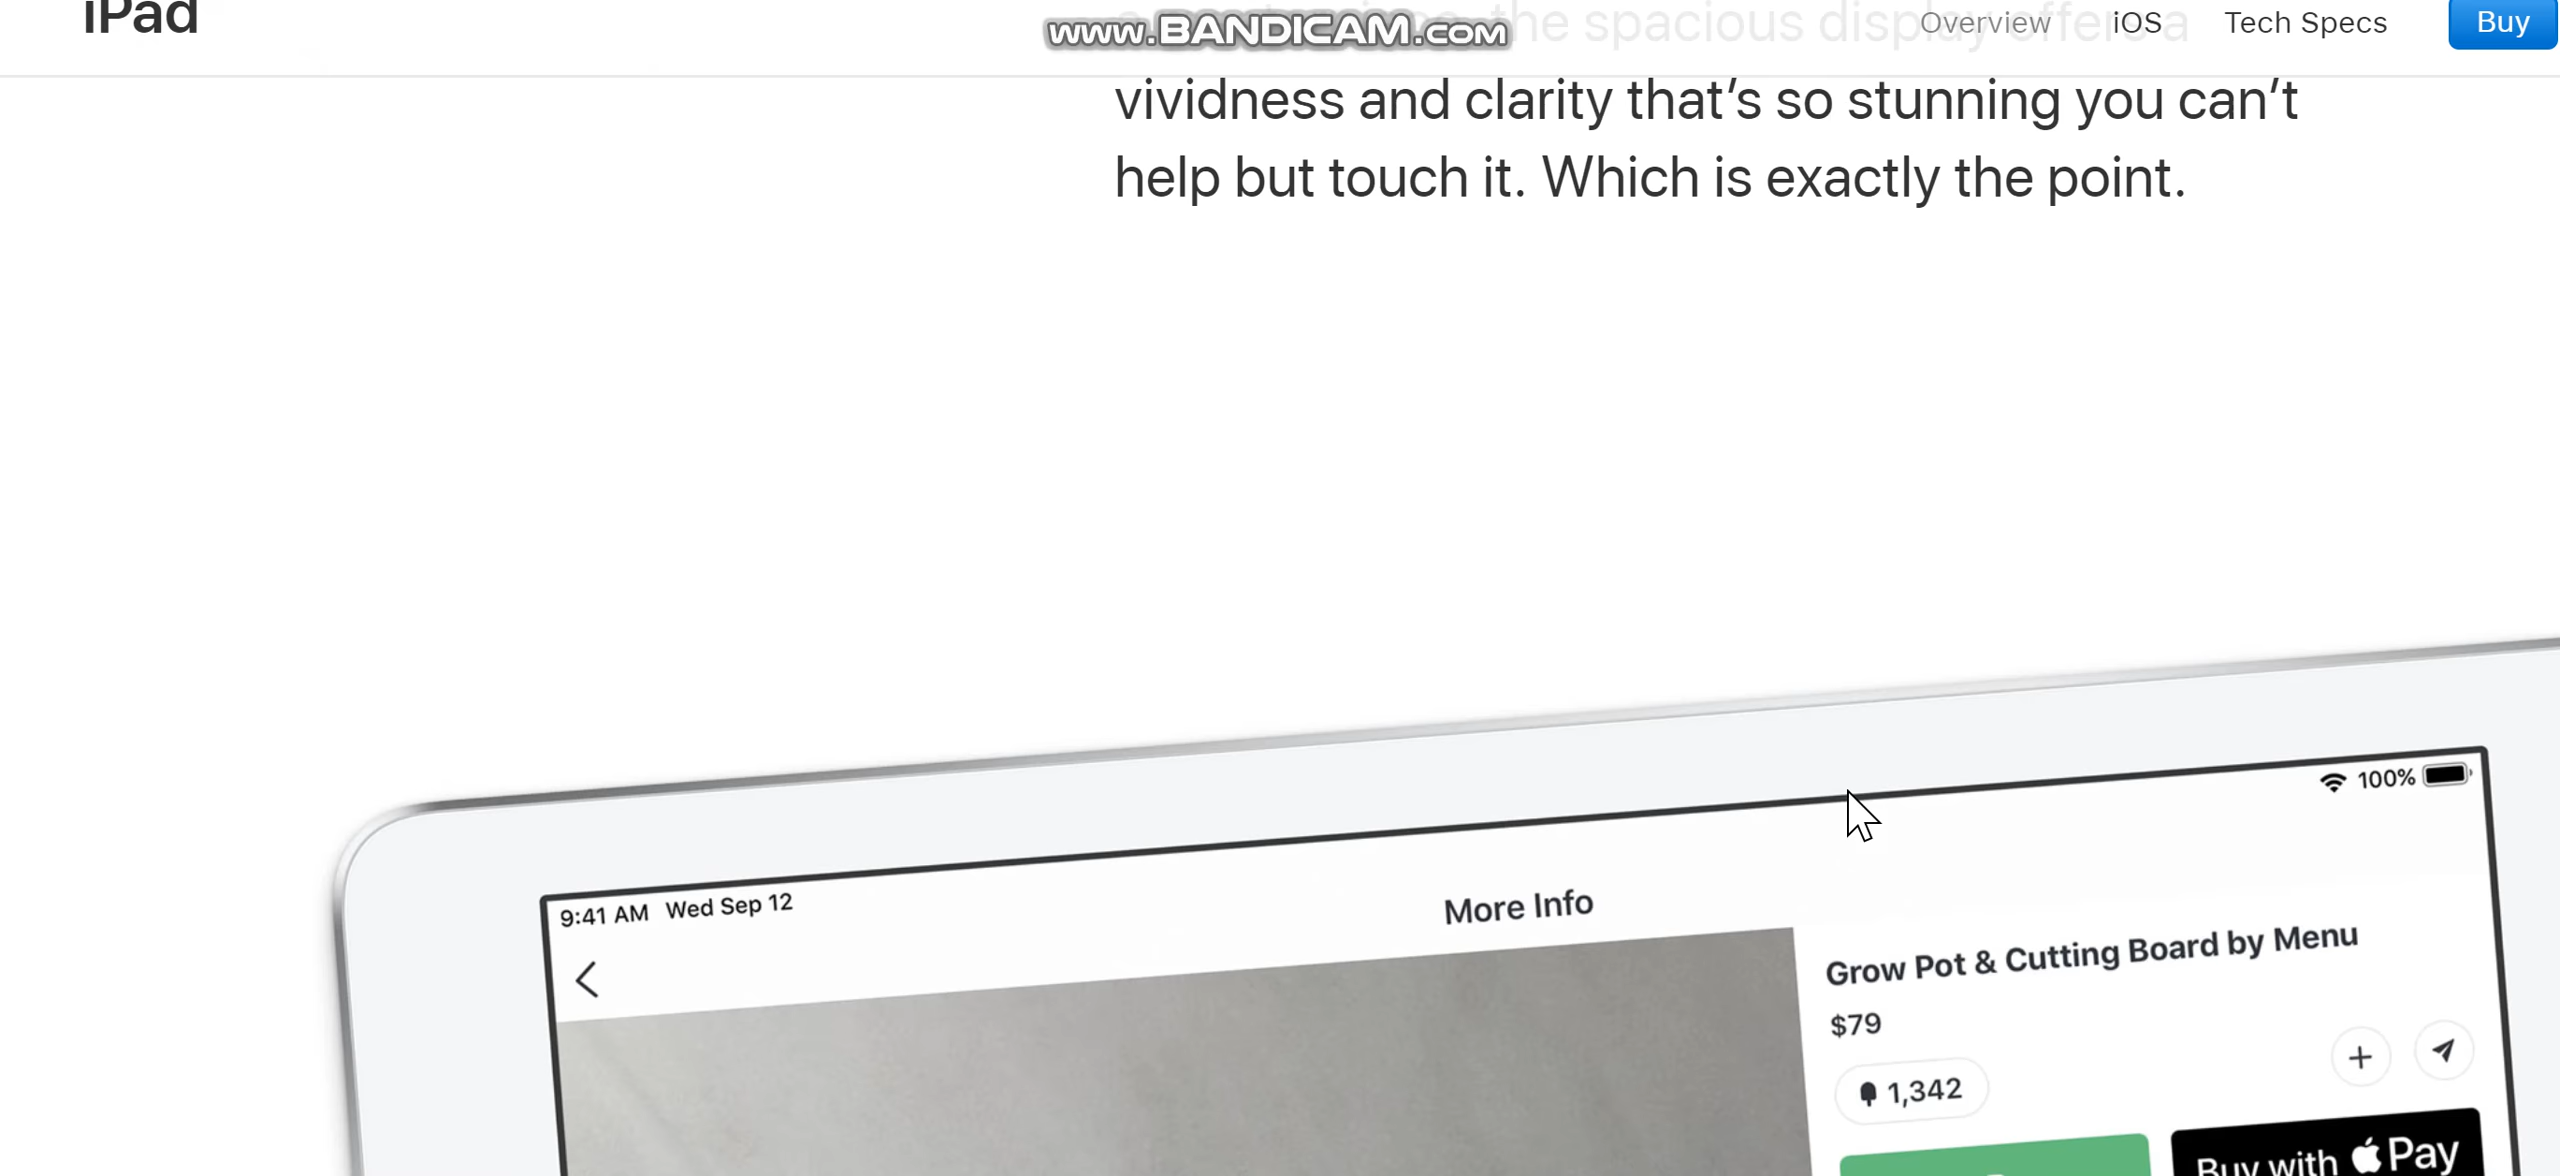 iPad
www.BANDICAM.com
Overview iOS Tech Specs Buy
the spacious display offers a
vividness and clarity that’s so stunning you can’t
help but touch it. Which is exactly the point.
100%
9:41 AM Wed Sep 12
More Info
Grow Pot & Cutting Board by Menu
$79
1,342
Buy with Pay